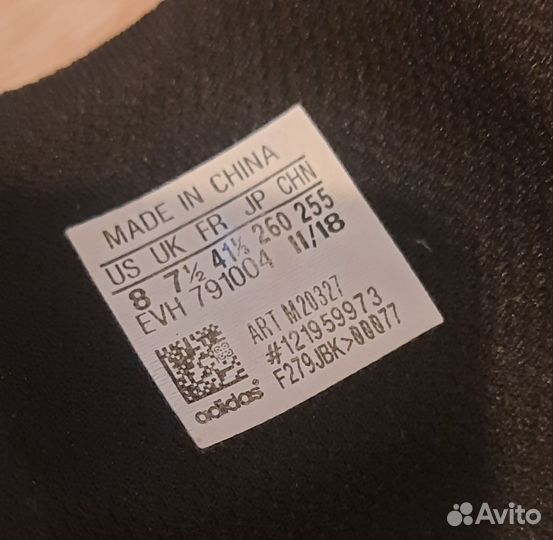 MADE IN CHINA
US UK FR JP CHN
8 7½ 41⅓ 260 255
EVH 791004 11/18
ART M20327
#121959973
F279JBK>00077
adidas
Avito